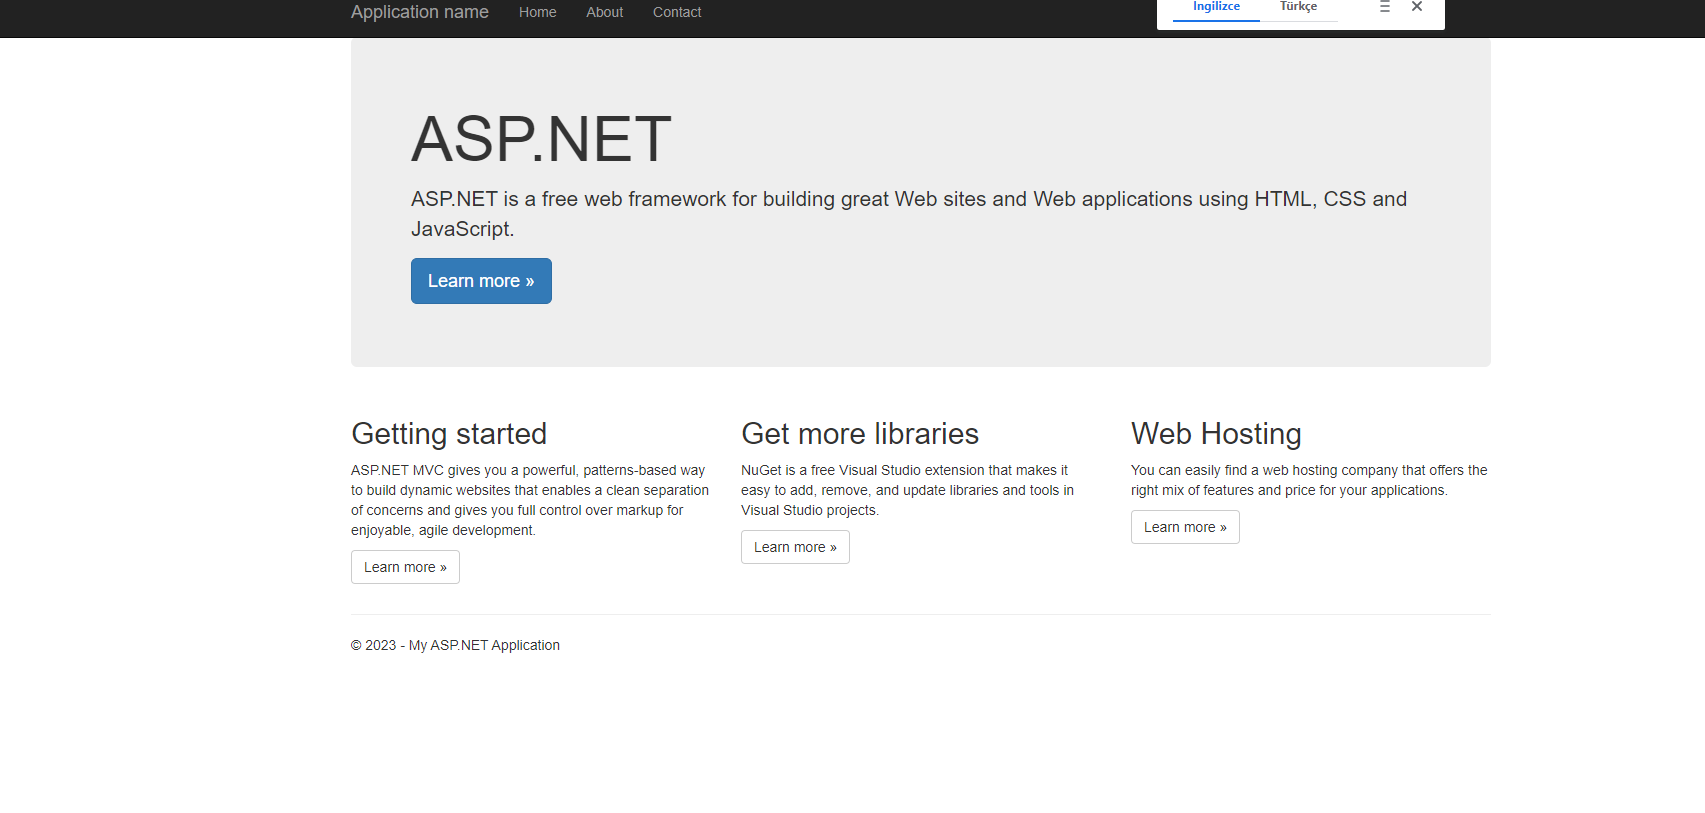 Application name Home About Contact
İngilizce Türkçe
ASP.NET
ASP.NET is a free web framework for building great Web sites and Web applications using HTML, CSS and
JavaScript.
Learn more »
Getting started
ASP.NET MVC gives you a powerful, patterns-based way
to build dynamic websites that enables a clean separation
of concerns and gives you full control over markup for
enjoyable, agile development.
Learn more »
Get more libraries
NuGet is a free Visual Studio extension that makes it
easy to add, remove, and update libraries and tools in
Visual Studio projects.
Learn more »
Web Hosting
You can easily find a web hosting company that offers the
right mix of features and price for your applications.
Learn more »
© 2023 - My ASP.NET Application